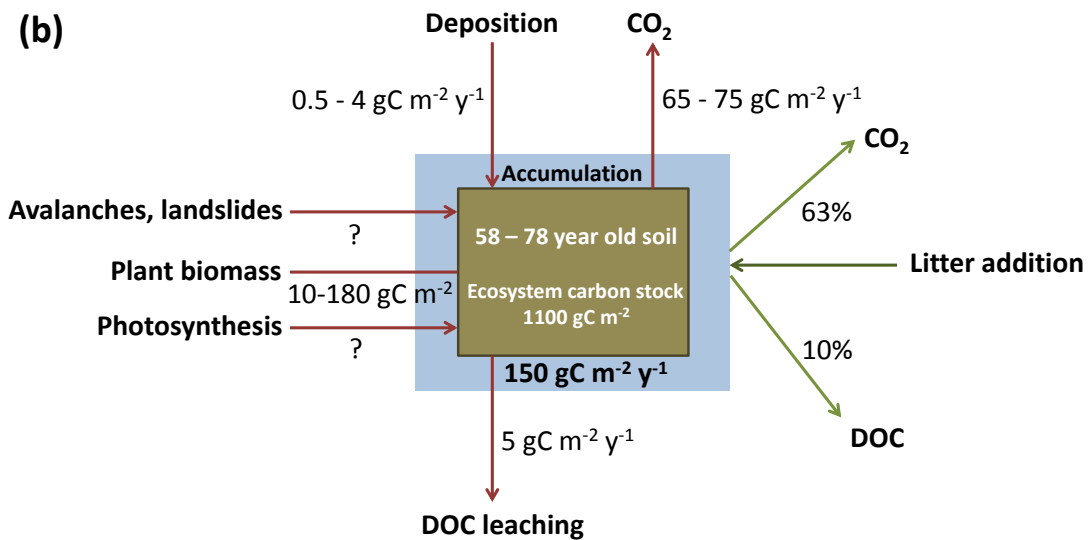 (b)
Deposition
CO₂
0.5 - 4 gC m⁻² y⁻¹
65 - 75 gC m⁻² y⁻¹
CO₂
Accumulation
Avalanches, landslides
?
63%
58 – 78 year old soil
Plant biomass
Litter addition
10-180 gC m⁻²
Ecosystem carbon stock
1100 gC m⁻²
Photosynthesis
?
10%
150 gC m⁻² y⁻¹
5 gC m⁻² y⁻¹
DOC
DOC leaching